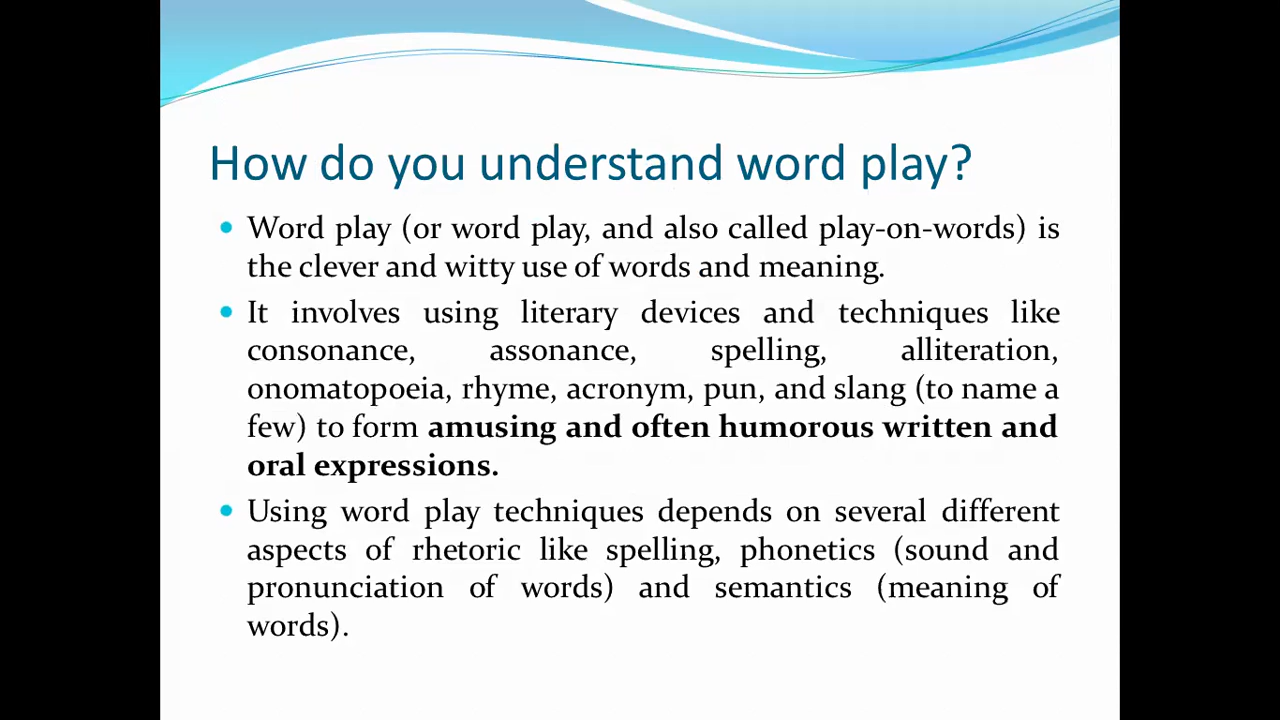 How do you understand word play?
• Word play (or word play, and also called play-on-words) is
the clever and witty use of words and meaning.
• It involves using literary devices and techniques like
consonance, assonance, spelling, alliteration,
onomatopoeia, rhyme, acronym, pun, and slang (to name a
few) to form amusing and often humorous written and
oral expressions.
• Using word play techniques depends on several different
aspects of rhetoric like spelling, phonetics (sound and
pronunciation of words) and semantics (meaning of
words).